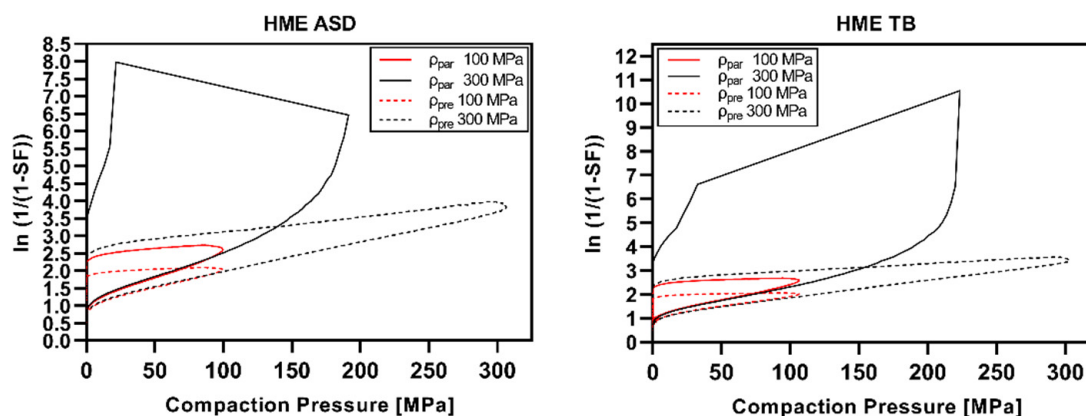 HME ASD
ln (1/(1-SF))
8.5
8.0
7.5
7.0
6.5
6.0
5.5
5.0
4.5
4.0
3.5
3.0
2.5
2.0
1.5
1.0
0.5
0.0
ρpar 100 MPa
ρpar 300 MPa
ρpre 100 MPa
ρpre 300 MPa
0 50 100 150 200 250 300
Compaction Pressure [MPa]
HME TB
ln (1/(1-SF))
12
11
10
9
8
7
6
5
4
3
2
1
0
ρpar 100 MPa
ρpar 300 MPa
ρpre 100 MPa
ρpre 300 MPa
0 50 100 150 200 250 300
Compaction Pressure [MPa]